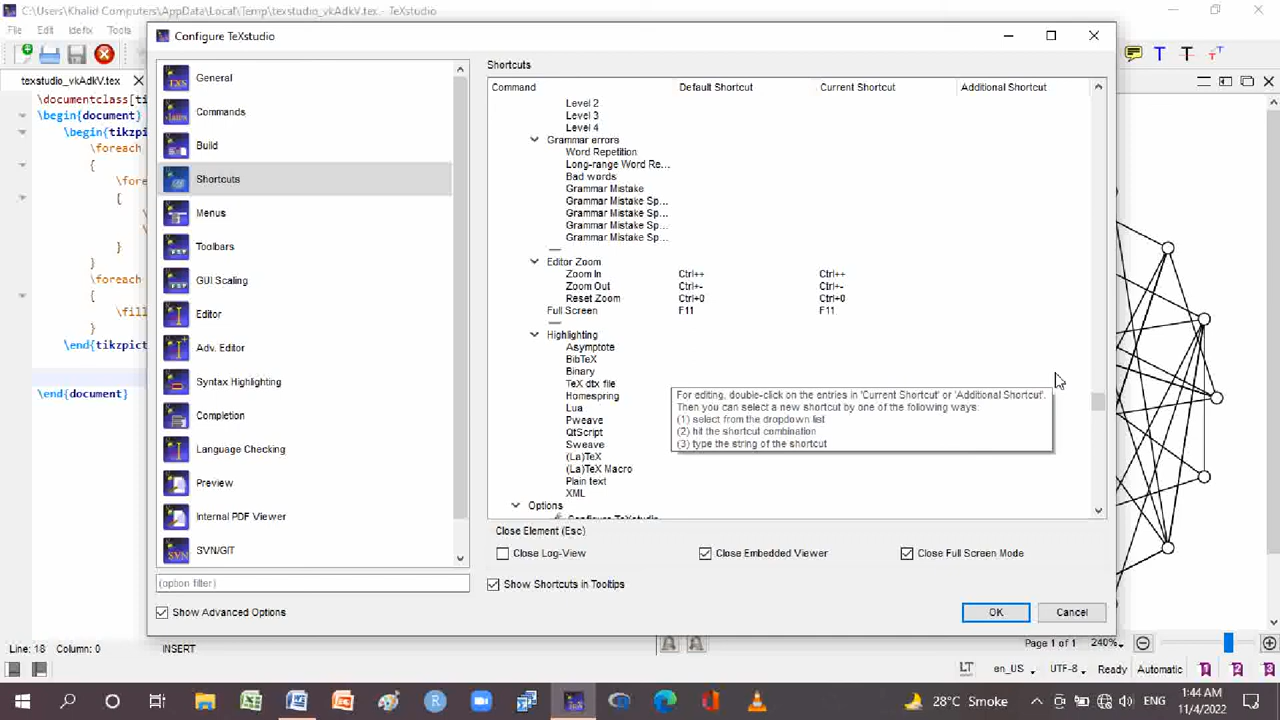 C:\Users\Khalid Computers\AppData\Local\Temp\texstudio_vkAdkV.tex - TeXstudio
File Edit Idefix Tools
Configure TeXstudio
texstudio_vkAdkV.tex
\documentclass[ti
\begin{document}
\begin{tikzp
\foreach
{
\fore
{
\
}
}
\foreach
{
\fill
}
\end{tikzpict
\end{document}
General
Commands
Build
Shortcuts
Menus
Toolbars
GUI Scaling
Editor
Adv. Editor
Syntax Highlighting
Completion
Language Checking
Preview
Internal PDF Viewer
SVN/GIT
(option filter)
Show Advanced Options
Shortcuts
Command Default Shortcut Current Shortcut Additional Shortcut
Level 2
Level 3
Level 4
Grammar errors
Word Repetition
Long-range Word Re...
Bad words
Grammar Mistake
Grammar Mistake Sp...
Grammar Mistake Sp...
Grammar Mistake Sp...
Grammar Mistake Sp...
Editor Zoom
Zoom In Ctrl++ Ctrl++
Zoom Out Ctrl+- Ctrl+-
Reset Zoom Ctrl+0 Ctrl+0
Full Screen F11 F11
Highlighting
Asymptote
BibTeX
Binary
TeX dtx file
Homespring
Lua
Pweave
QtScript
Sweave
(La)TeX
(La)TeX Macro
Plain text
XML
Options
Configure TeXstudio
For editing, double-click on the entries in 'Current Shortcut' or 'Additional Shortcut'.
Then you can select a new shortcut by one of the following ways:
(1) select from the dropdown list
(2) hit the shortcut combination
(3) type the string of the shortcut
Close Element (Esc)
Close Log-View Close Embedded Viewer Close Full Screen Mode
Show Shortcuts in Tooltips
OK Cancel
Line: 18 Column: 0 INSERT
Page 1 of 1 240%
LT en_US UTF-8 Ready Automatic 1 2 3
28°C Smoke ENG 1:44 AM
11/4/2022